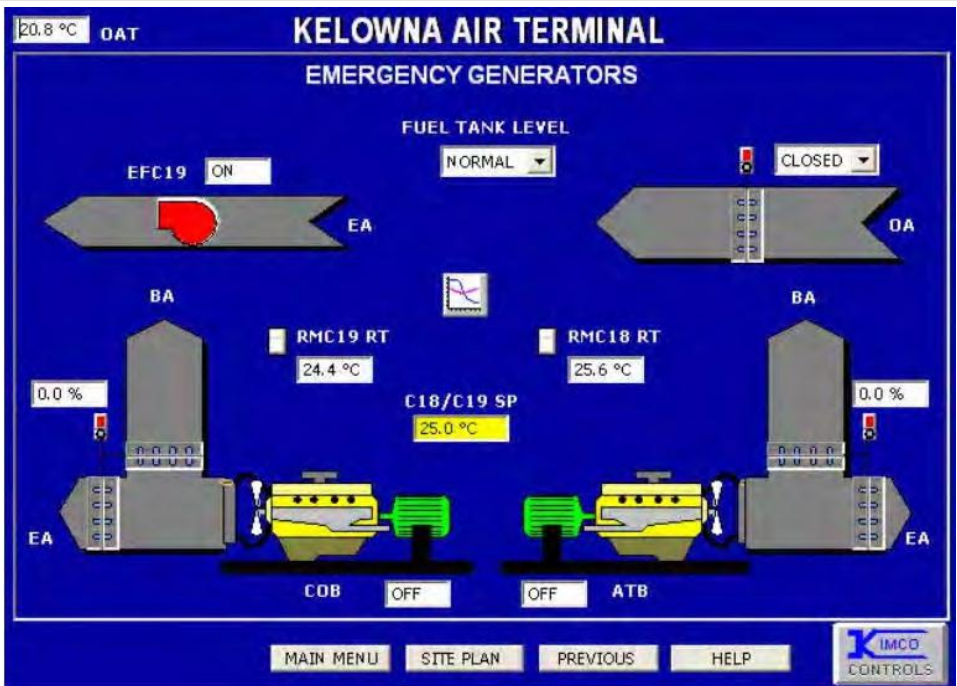 20.8 °C OAT
KELOWNA AIR TERMINAL
EMERGENCY GENERATORS
FUEL TANK LEVEL
NORMAL
CLOSED
EFC19 ON
EA
OA
BA
BA
RMC19 RT
24.4 °C
RMC18 RT
25.6 °C
0.0 %
0.0 %
C18/C19 SP
25.0 °C
EA
EA
COB OFF
OFF ATB
MAIN MENU SITE PLAN PREVIOUS HELP
KIMCO
CONTROLS